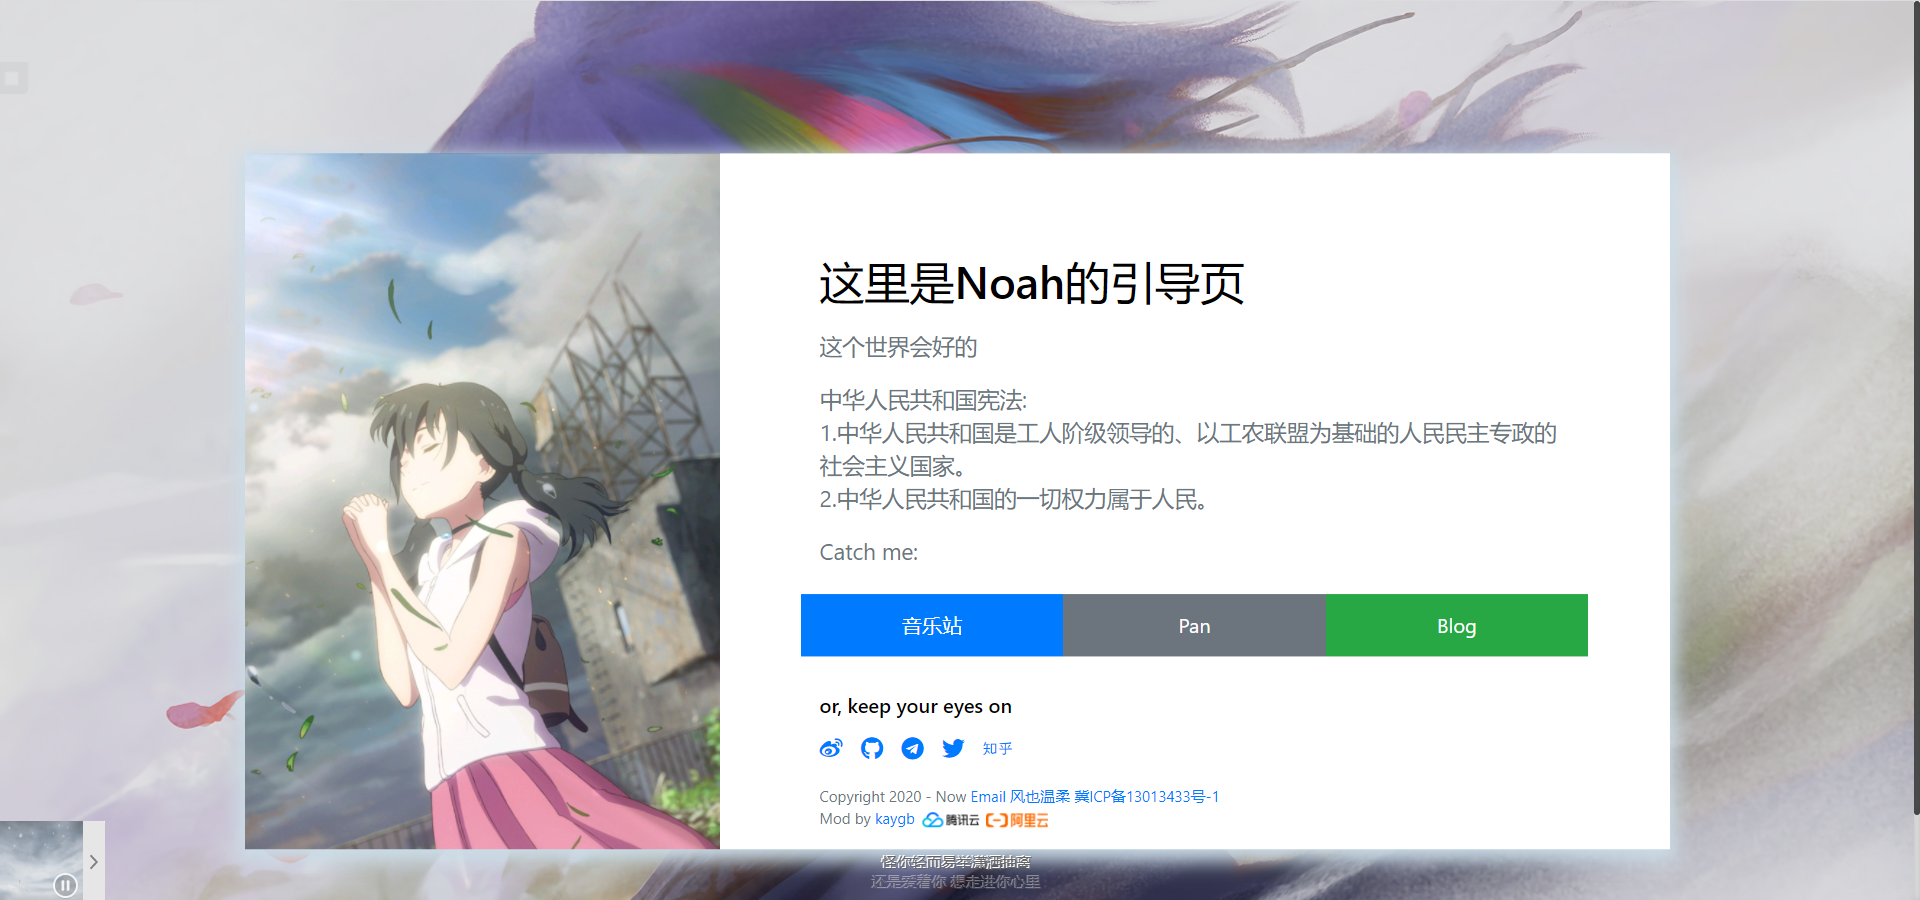 这里是Noah的引导页
这个世界会好的
中华人民共和国宪法:
1.中华人民共和国是工人阶级领导的、以工农联盟为基础的人民民主专政的
社会主义国家。
2.中华人民共和国的一切权力属于人民。
Catch me:
音乐站 Pan Blog
or, keep your eyes on
知乎
Copyright 2020 - Now Email 风也温柔 冀ICP备13013433号-1
Mod by kaygb 腾讯云 阿里云
怪你轻而易举潇洒抽离
还是爱着你 想走进你心里